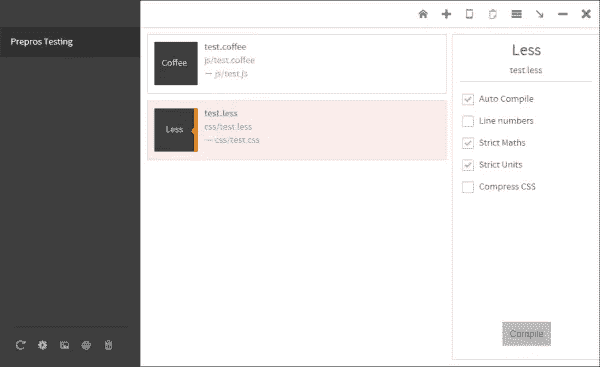 Prepros Testing
Coffee
test.coffee
js/test.coffee
— js/test.js
Less
test.less
css/test.less
— css/test.css
Less
test.less
Auto Compile
Line numbers
Strict Maths
Strict Units
Compress CSS
Compile